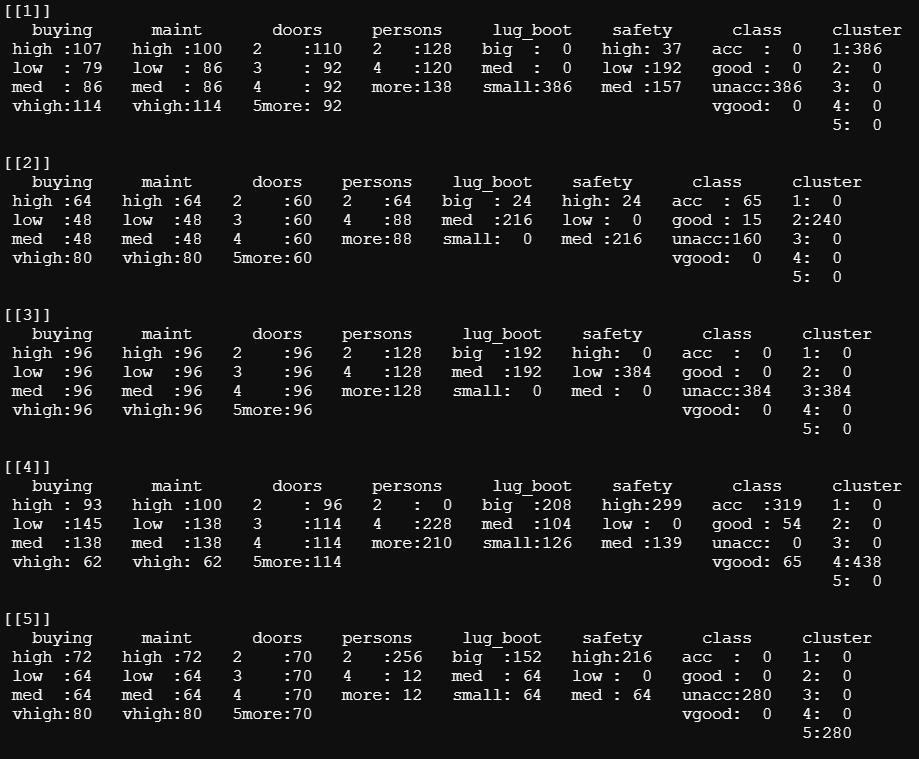 [[1]]
buying maint doors persons lug_boot safety class cluster
high :107 high :100 2 :110 2 :128 big : 0 high: 37 acc : 0 1:386
low : 79 low : 86 3 : 92 4 :120 med : 0 low :192 good : 0 2: 0
med : 86 med : 86 4 : 92 more:138 small:386 med :157 unacc:386 3: 0
vhigh:114 vhigh:114 5more: 92 vgood: 0 4: 0
5: 0
[[2]]
buying maint doors persons lug_boot safety class cluster
high :64 high :64 2 :60 2 :64 big : 24 high: 24 acc : 65 1: 0
low :48 low :48 3 :60 4 :88 med :216 low : 0 good : 15 2:240
med :48 med :48 4 :60 more:88 small: 0 med :216 unacc:160 3: 0
vhigh:80 vhigh:80 5more:60 vgood: 0 4: 0
5: 0
[[3]]
buying maint doors persons lug_boot safety class cluster
high :96 high :96 2 :96 2 :128 big :192 high: 0 acc : 0 1: 0
low :96 low :96 3 :96 4 :128 med :192 low :384 good : 0 2: 0
med :96 med :96 4 :96 more:128 small: 0 med : 0 unacc:384 3:384
vhigh:96 vhigh:96 5more:96 vgood: 0 4: 0
5: 0
[[4]]
buying maint doors persons lug_boot safety class cluster
high : 93 high :100 2 : 96 2 : 0 big :208 high:299 acc :319 1: 0
low :145 low :138 3 :114 4 :228 med :104 low : 0 good : 54 2: 0
med :138 med :138 4 :114 more:210 small:126 med :139 unacc: 0 3: 0
vhigh: 62 vhigh: 62 5more:114 vgood: 65 4:438
5: 0
[[5]]
buying maint doors persons lug_boot safety class cluster
high :72 high :72 2 :70 2 :256 big :152 high:216 acc : 0 1: 0
low :64 low :64 3 :70 4 : 12 med : 64 low : 0 good : 0 2: 0
med :64 med :64 4 :70 more: 12 small: 64 med : 64 unacc:280 3: 0
vhigh:80 vhigh:80 5more:70 vgood: 0 4: 0
5:280